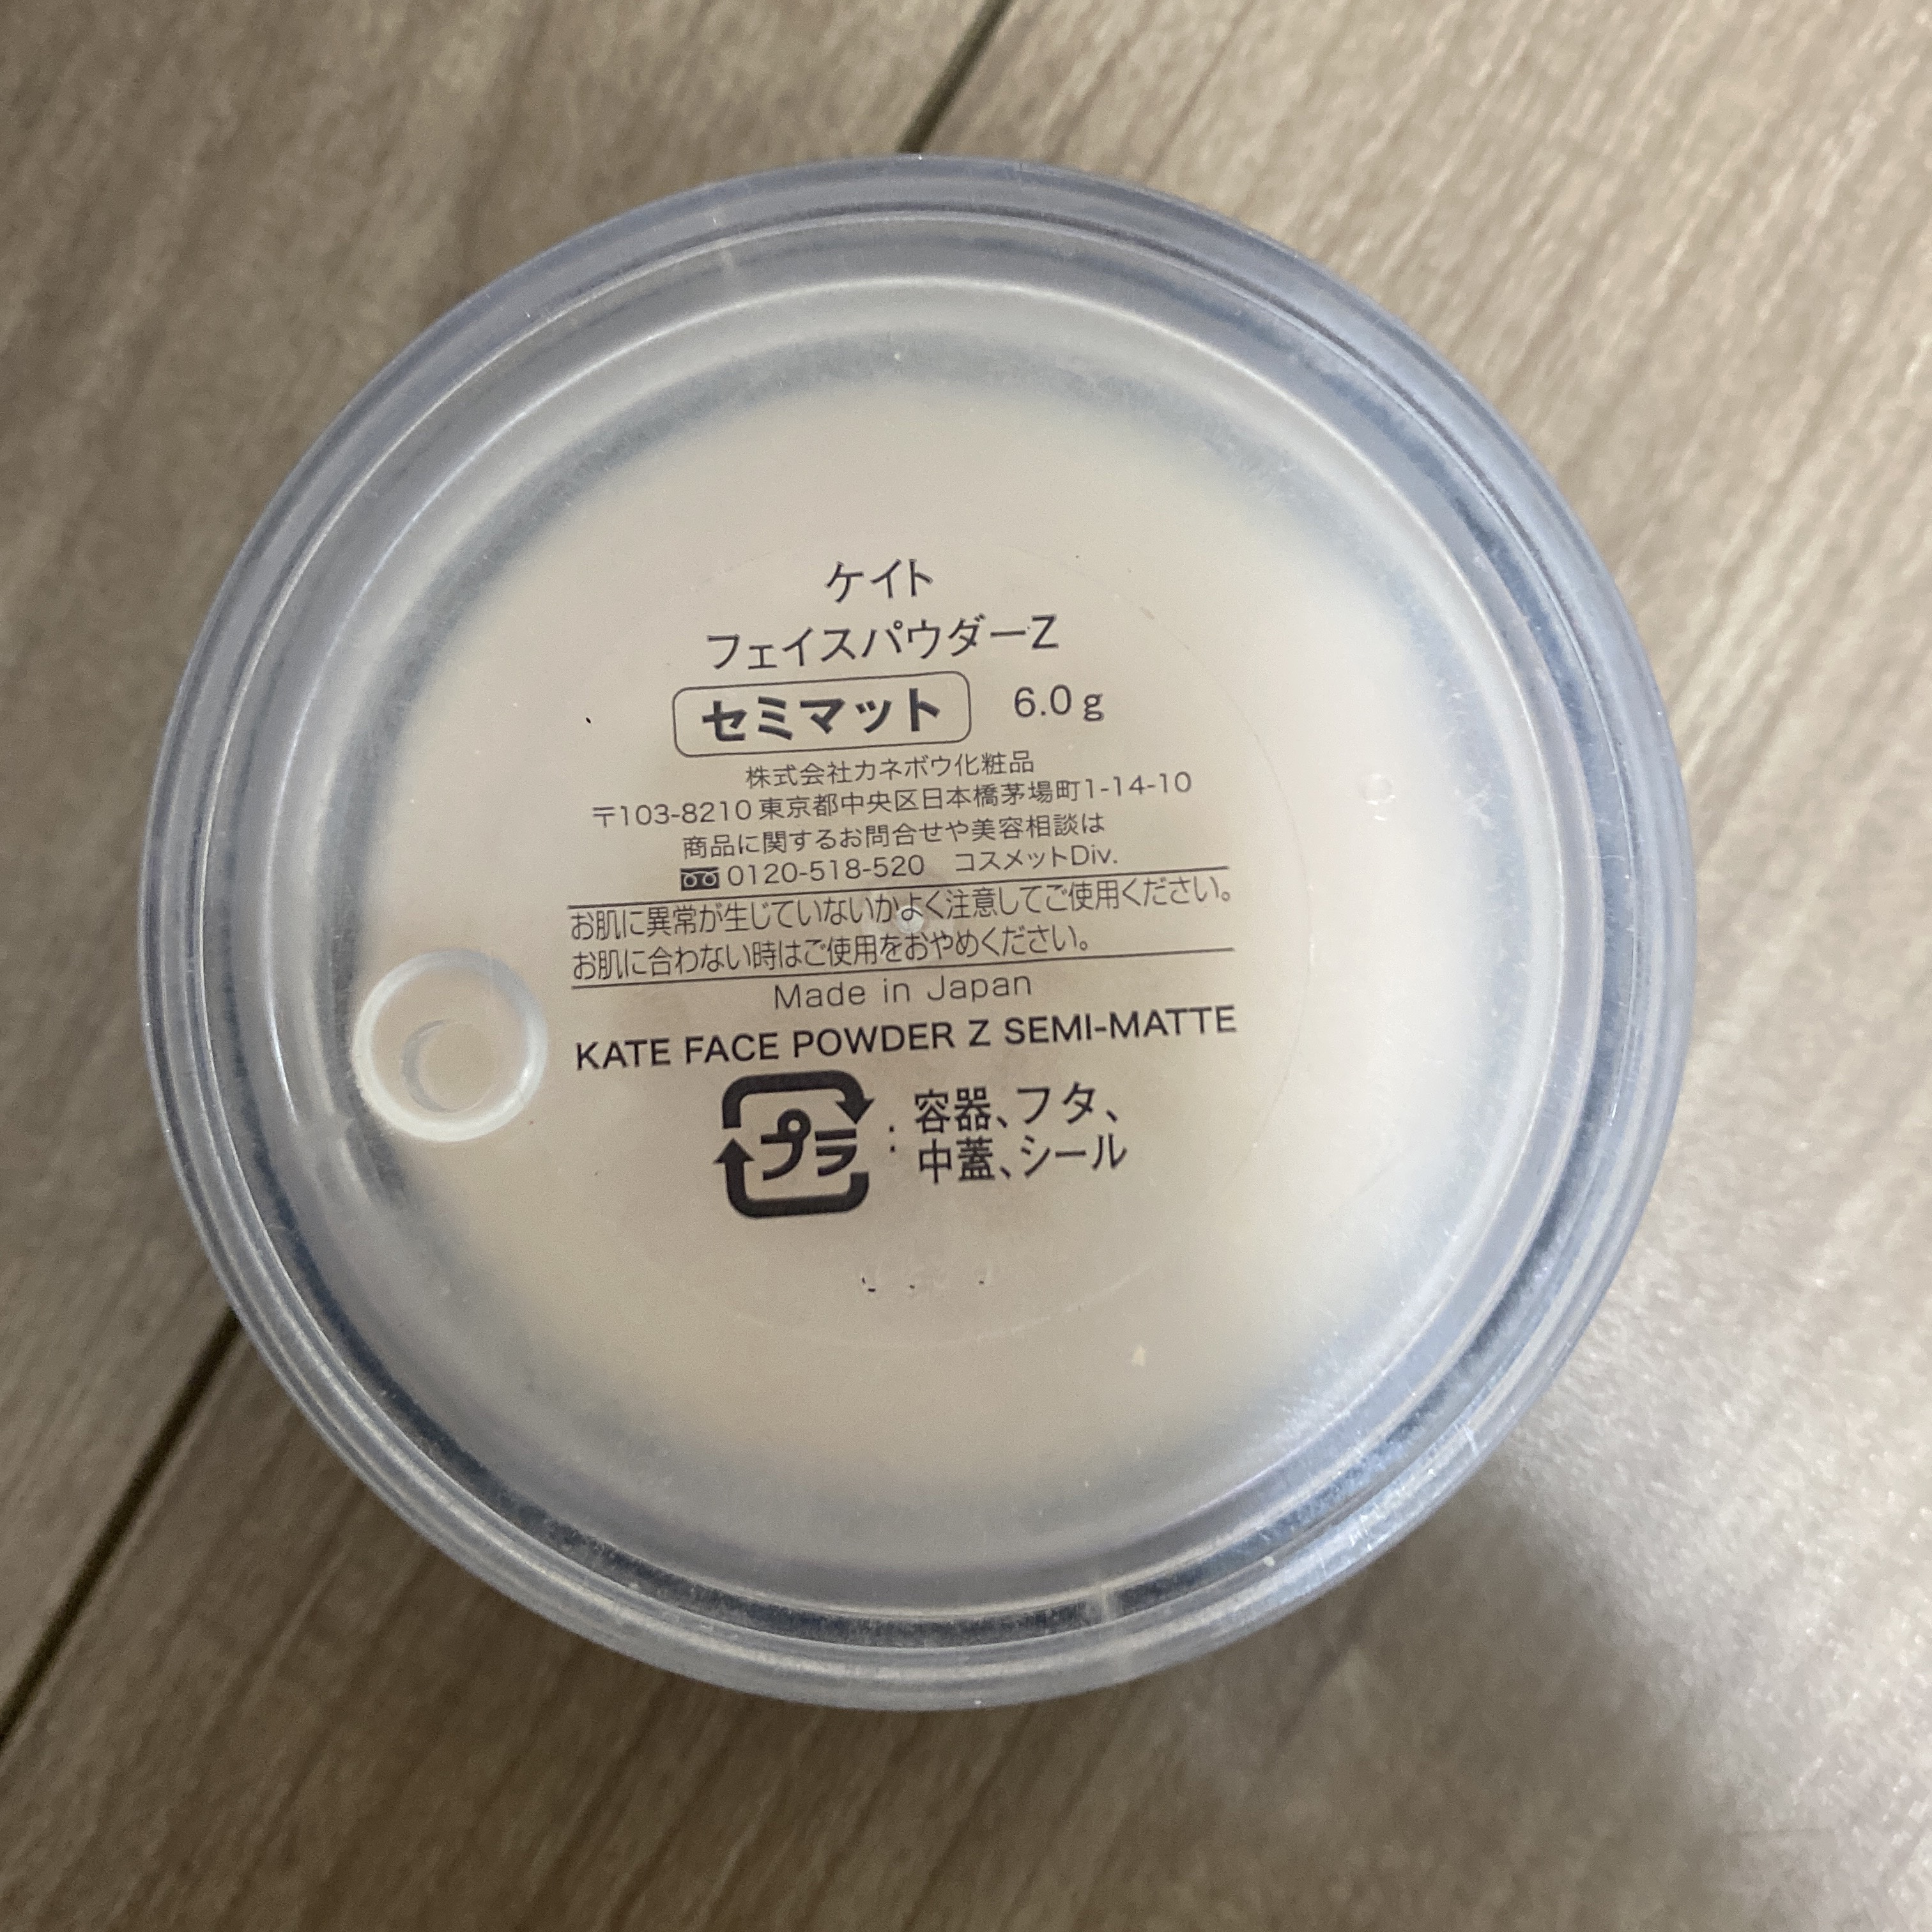 ケイト
フェイスパウダーZ
セミマット 6.0g
株式会社カネボウ化粧品
〒103-8210東京都中央区日本橋茅場町1-14-10
商品に関するお問合せや美容相談は
0120-518-520 コスメットDiv.
お肌に異常が生じていないかよく注意してご使用ください。
お肌に合わない時はご使用をおやめください。
Made in Japan
KATE FACE POWDER Z SEMI-MATTE
プラ : 容器、フタ、
中蓋、シール